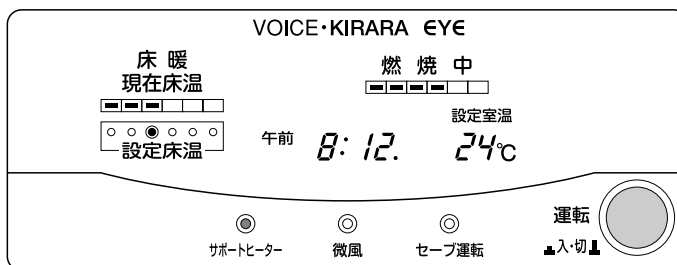 VOICE・KIRARA EYE
床暖
現在床温
設定床温
燃焼中
設定室温
午前 8:12. 24℃
サポートヒーター 微風 セーブ運転
運転
入・切